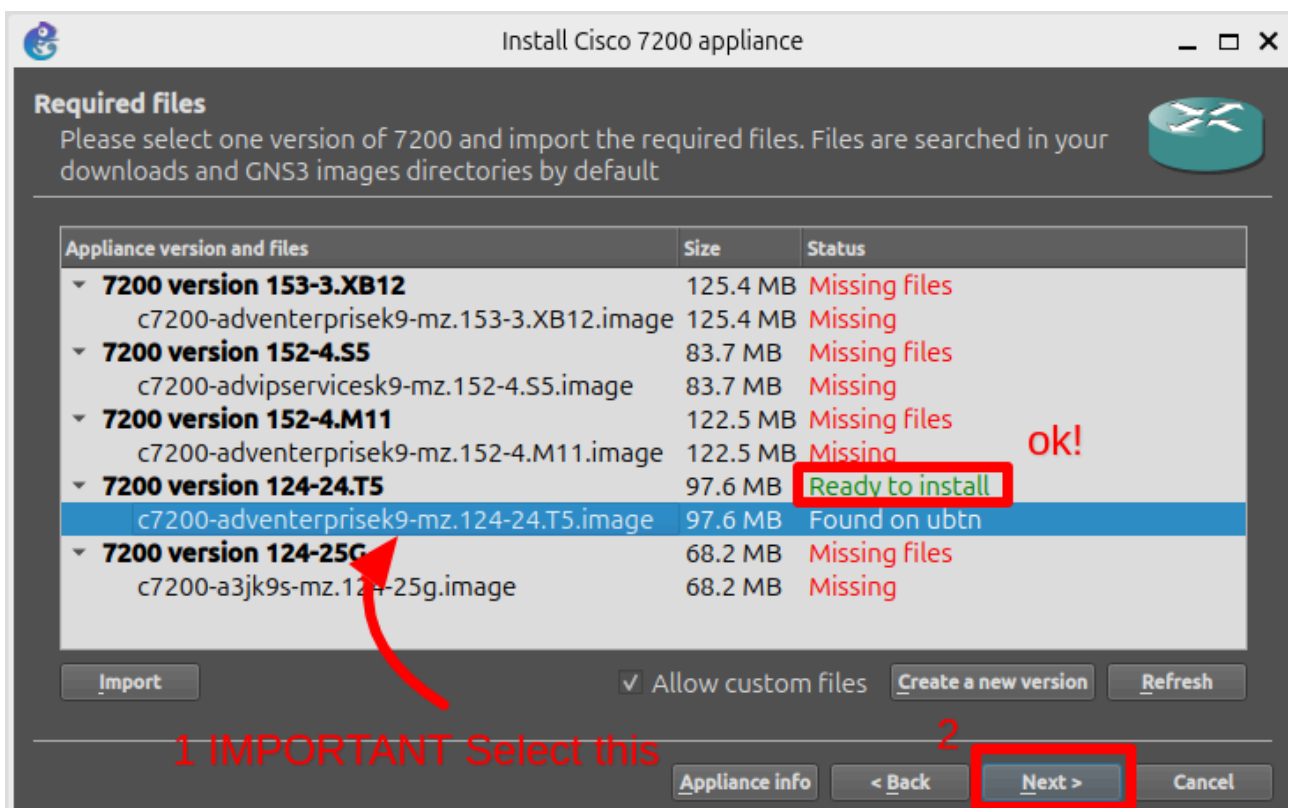 Install Cisco 7200 appliance
Required files
Please select one version of 7200 and import the required files. Files are searched in your
downloads and GNS3 images directories by default
Appliance version and files Size Status
7200 version 153-3.XB12 125.4 MB Missing files
c7200-adventerprisek9-mz.153-3.XB12.image 125.4 MB Missing
7200 version 152-4.S5 83.7 MB Missing files
c7200-advipservicesk9-mz.152-4.S5.image 83.7 MB Missing
7200 version 152-4.M11 122.5 MB Missing files
ok!
c7200-adventerprisek9-mz.152-4.M11.image 122.5 MB Missing
7200 version 124-24.T5 97.6 MB Ready to install
c7200-adventerprisek9-mz.124-24.T5.image 97.6 MB Found on ubtn
7200 version 124-25G 68.2 MB Missing files
c7200-a3jk9s-mz.124-25g.image 68.2 MB Missing
Import Allow custom files Create a new version Refresh
1 IMPORTANT Select this 2
Appliance info < Back Next > Cancel